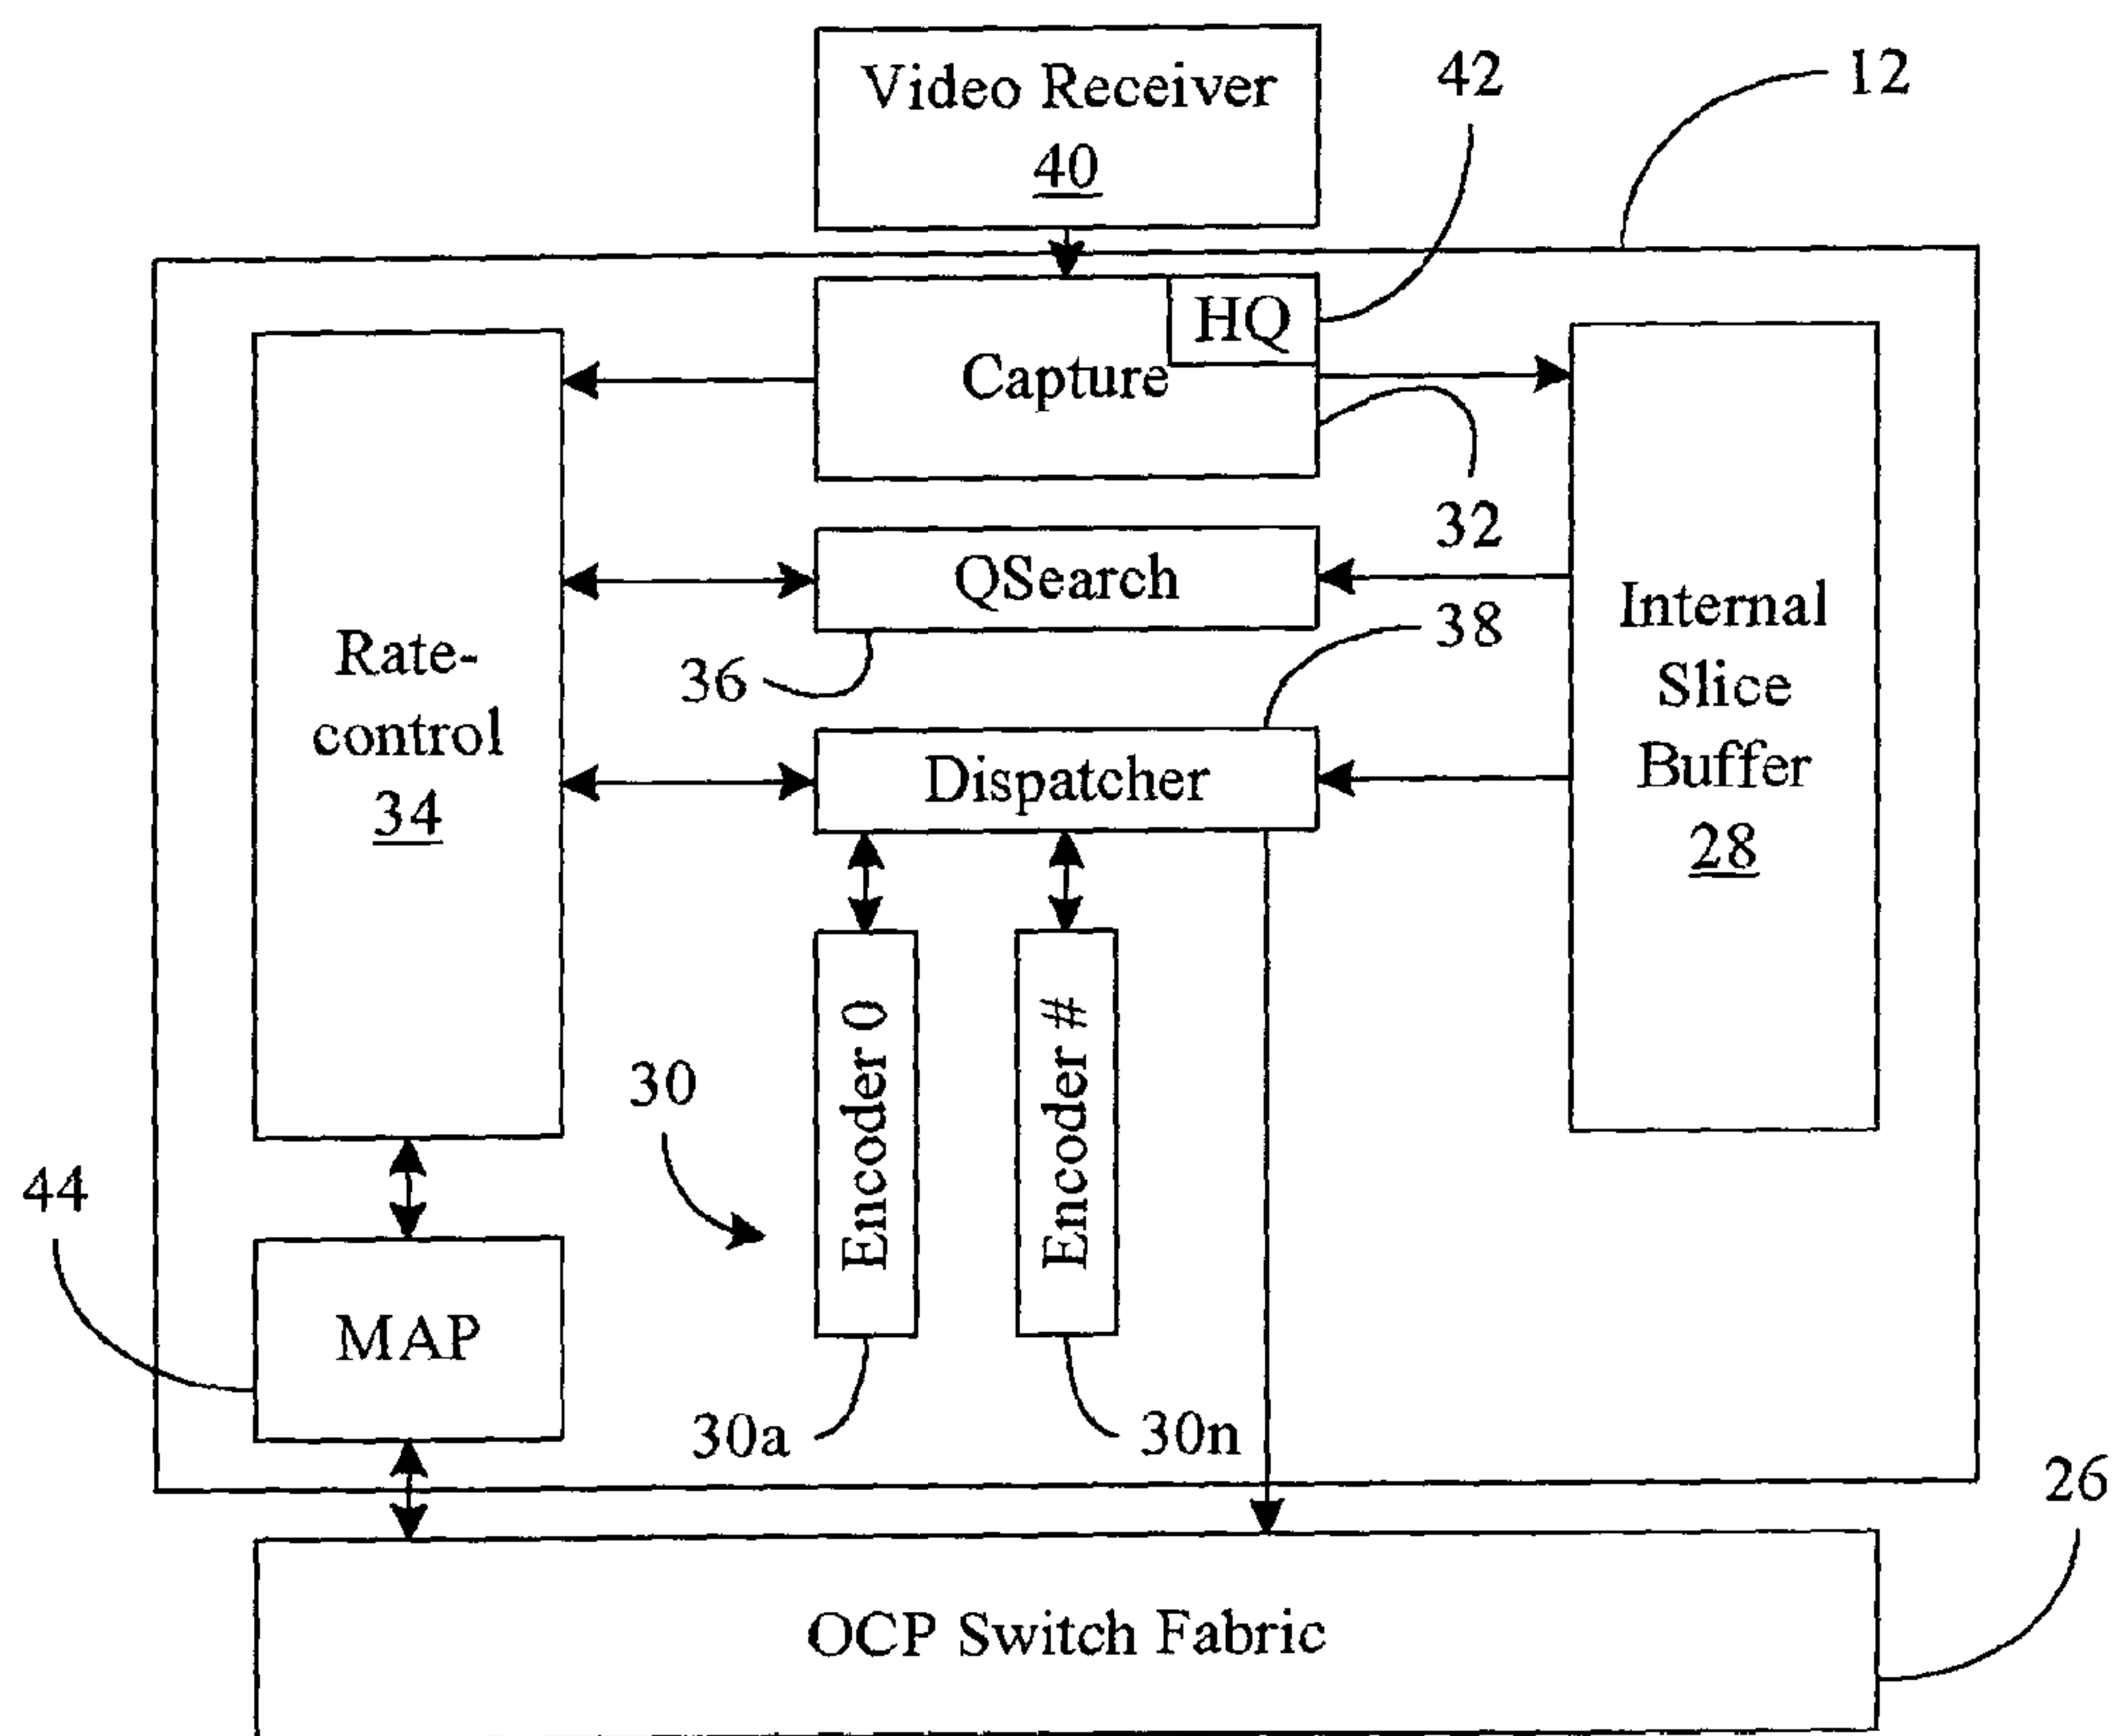 Video Receiver
40
42
12
HQ
Capture
32
QSearch
36
38
Rate-
control
34
Internal
Slice
Buffer
28
Dispatcher
30
Encoder 0
Encoder #
30a
30n
44
MAP
26
OCP Switch Fabric